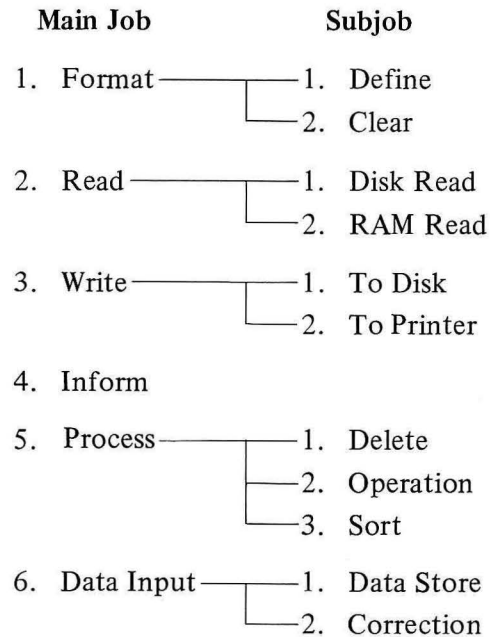 Main Job Subjob
1. Format 1. Define
2. Clear
2. Read 1. Disk Read
2. RAM Read
3. Write 1. To Disk
2. To Printer
4. Inform
5. Process 1. Delete
2. Operation
3. Sort
6. Data Input 1. Data Store
2. Correction